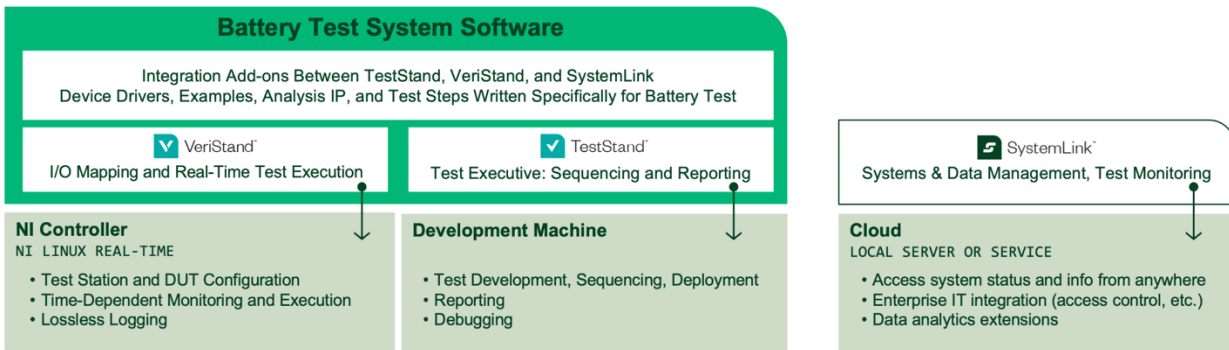 Battery Test System Software
Integration Add-ons Between TestStand, VeriStand, and SystemLink
Device Drivers, Examples, Analysis IP, and Test Steps Written Specifically for Battery Test
VeriStand™
I/O Mapping and Real-Time Test Execution
TestStand™
Test Executive: Sequencing and Reporting
SystemLink™
Systems & Data Management, Test Monitoring
NI Controller
NI LINUX REAL-TIME
• Test Station and DUT Configuration
• Time-Dependent Monitoring and Execution
• Lossless Logging
Development Machine
• Test Development, Sequencing, Deployment
• Reporting
• Debugging
Cloud
LOCAL SERVER OR SERVICE
• Access system status and info from anywhere
• Enterprise IT integration (access control, etc.)
• Data analytics extensions